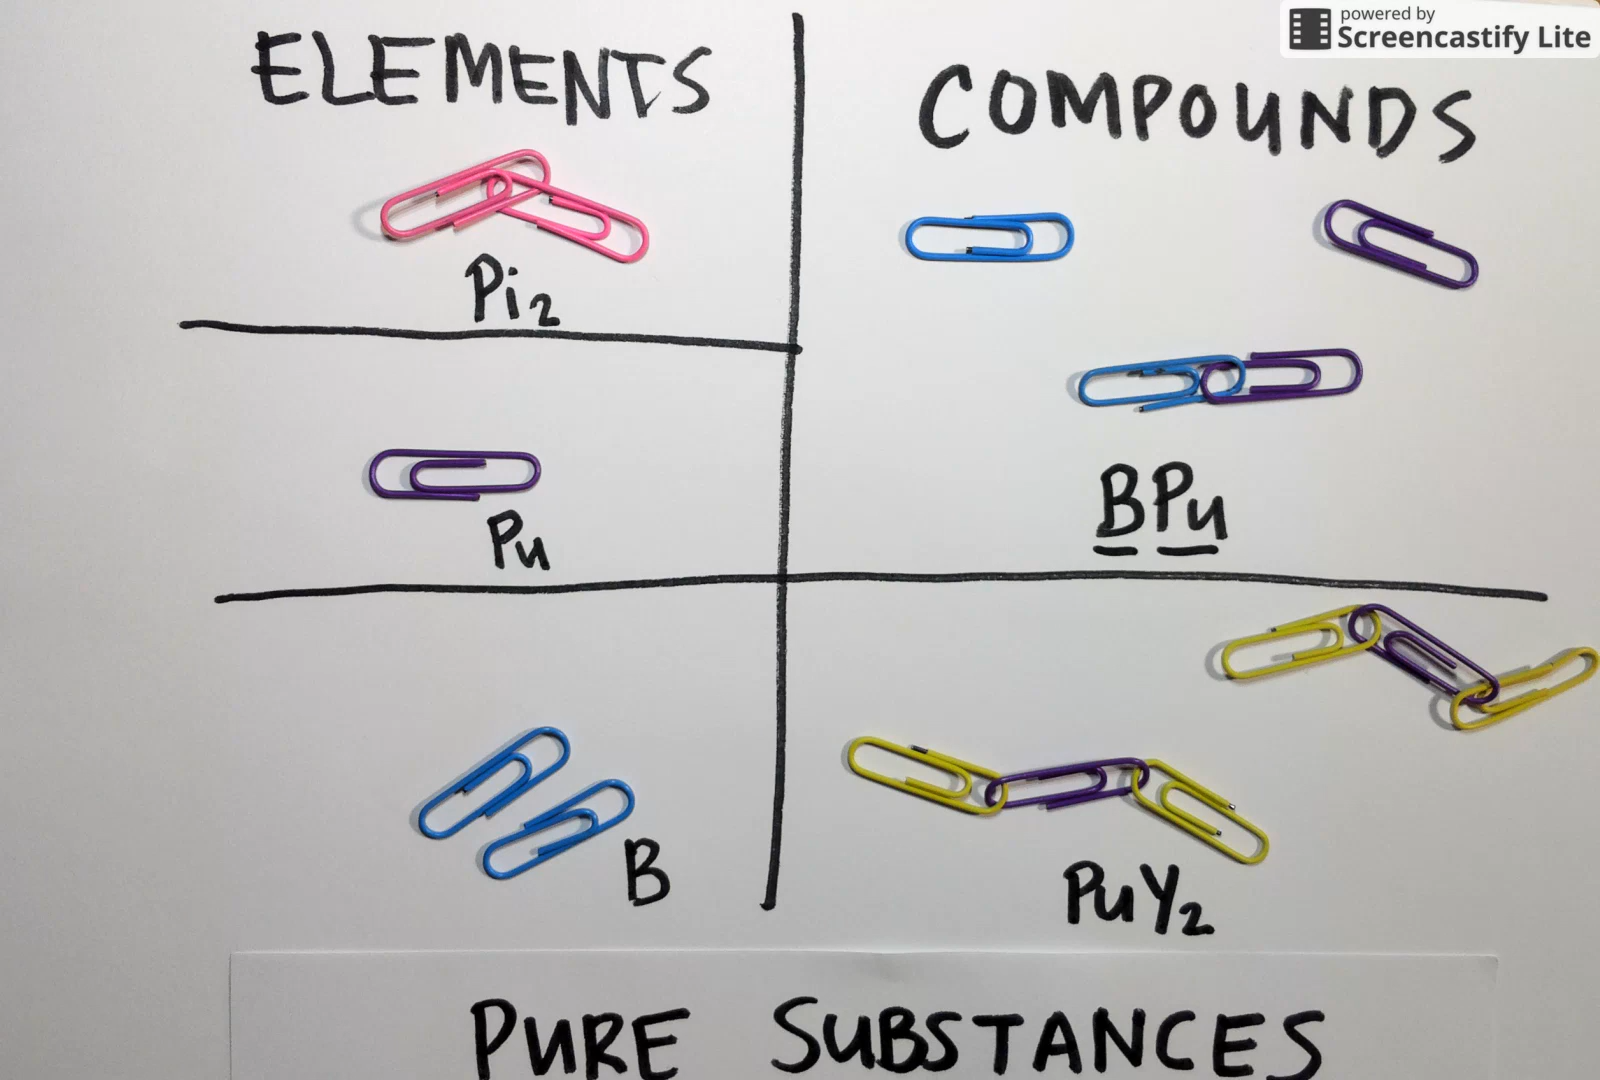 powered by
Screencastify Lite
ELEMENTS
COMPOUNDS
Pi₂
Pu
BPu
B
PuY₂
PURE SUBSTANCES